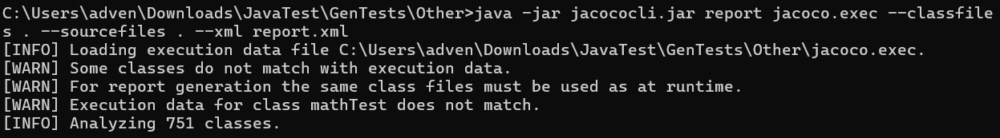 C:\Users\adven\Downloads\JavaTest\GenTests\Other>java -jar jacococli.jar report jacoco.exec --classfile
s . --sourcefiles . --xml report.xml
[INFO] Loading execution data file C:\Users\adven\Downloads\JavaTest\GenTests\Other\jacoco.exec.
[WARN] Some classes do not match with execution data.
[WARN] For report generation the same class files must be used as at runtime.
[WARN] Execution data for class mathTest does not match.
[INFO] Analyzing 751 classes.